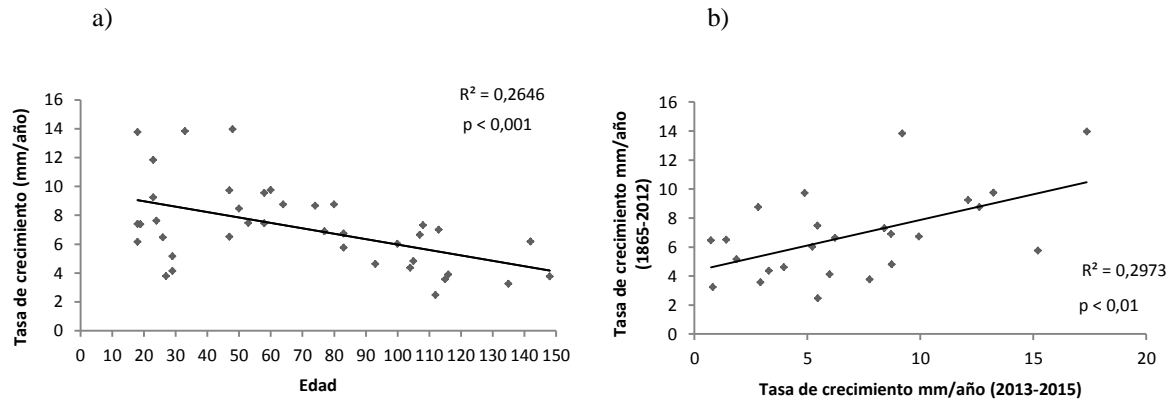 a)
R² = 0,2646
p < 0,001
Tasa de crecimiento (mm/año)
16
14
12
10
8
6
4
2
0
0 10 20 30 40 50 60 70 80 90 100 110 120 130 140 150
Edad
b)
Tasa de crecimiento mm/año
(1865-2012)
16
14
12
10
8
6
4
2
0
R² = 0,2973
p < 0,01
0 5 10 15 20
Tasa de crecimiento mm/año (2013-2015)